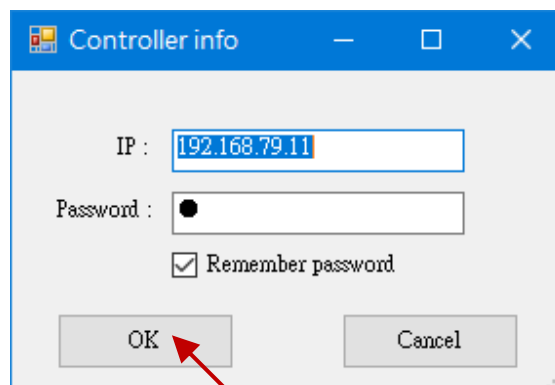 Controller info
IP :
192.168.79.11
Password :
●
Remember password
OK
Cancel